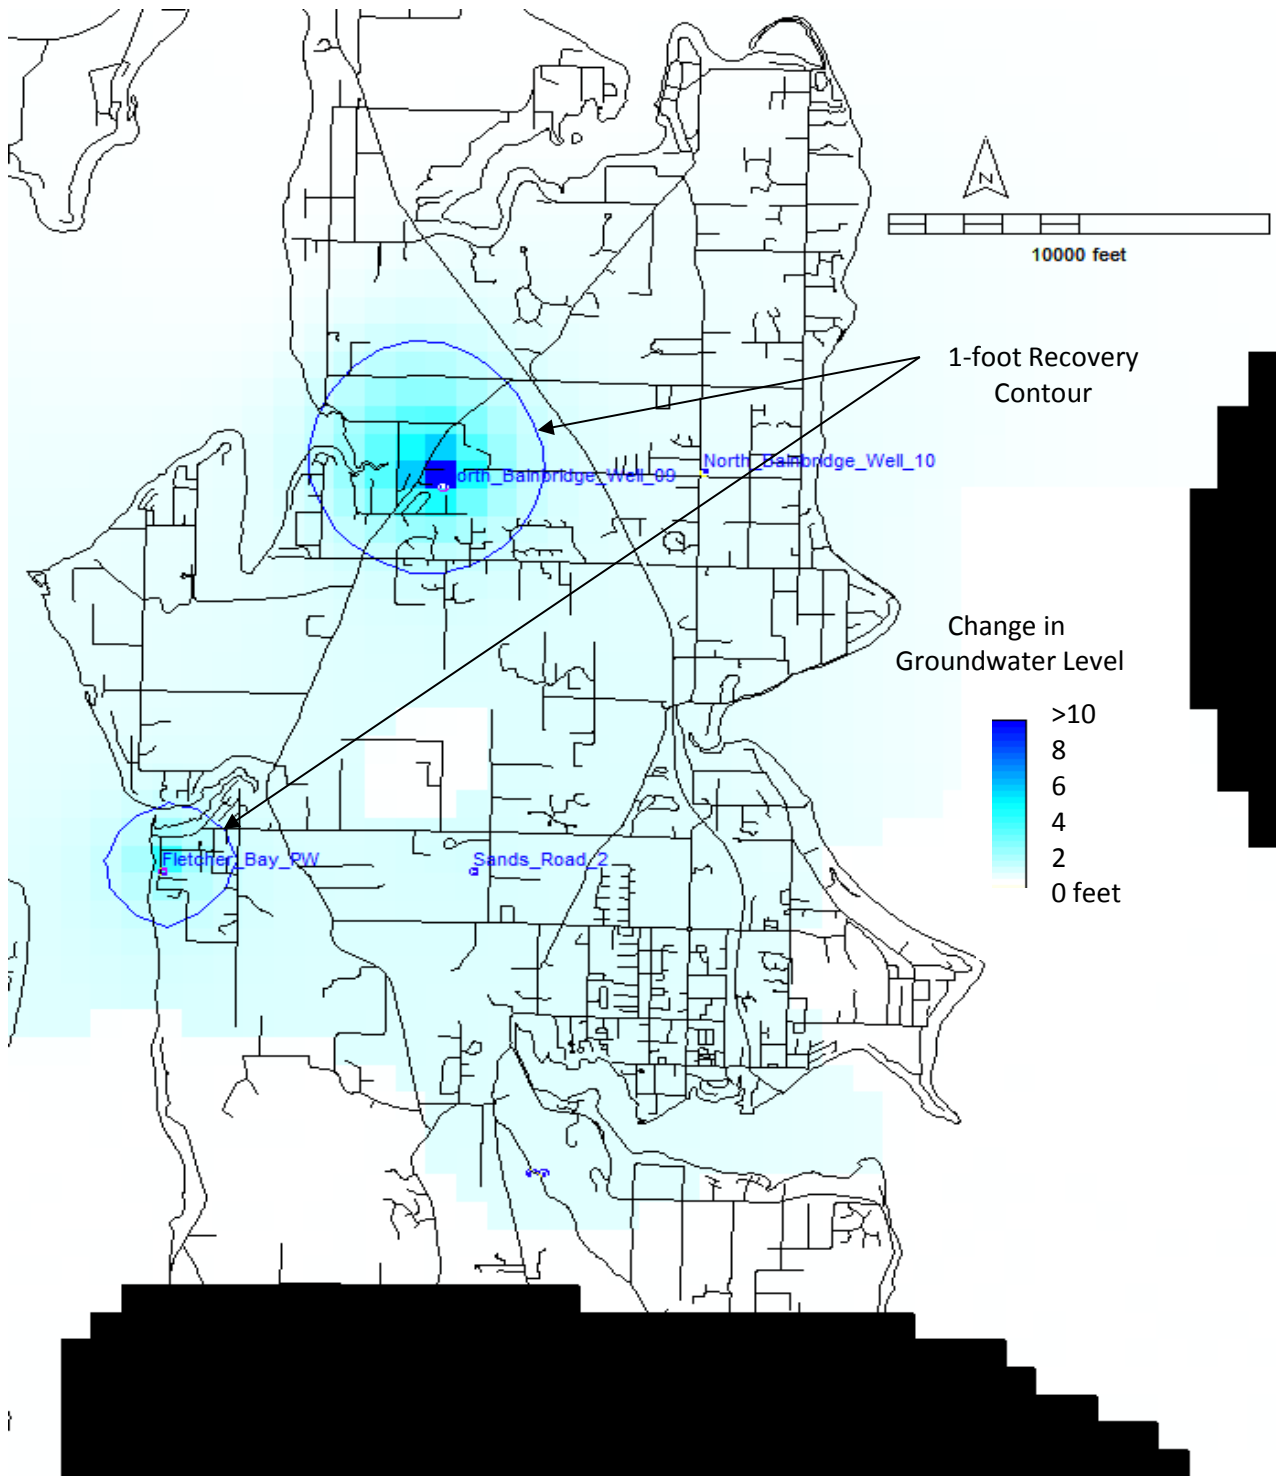 N
10000 feet
1-foot Recovery
Contour
North_Bainbridge_Well_10
orth_Bainbridge_Well_09
Change in
Groundwater Level
>10
8
6
4
2
0 feet
Fletcher_Bay_PW
Sands_Road_2